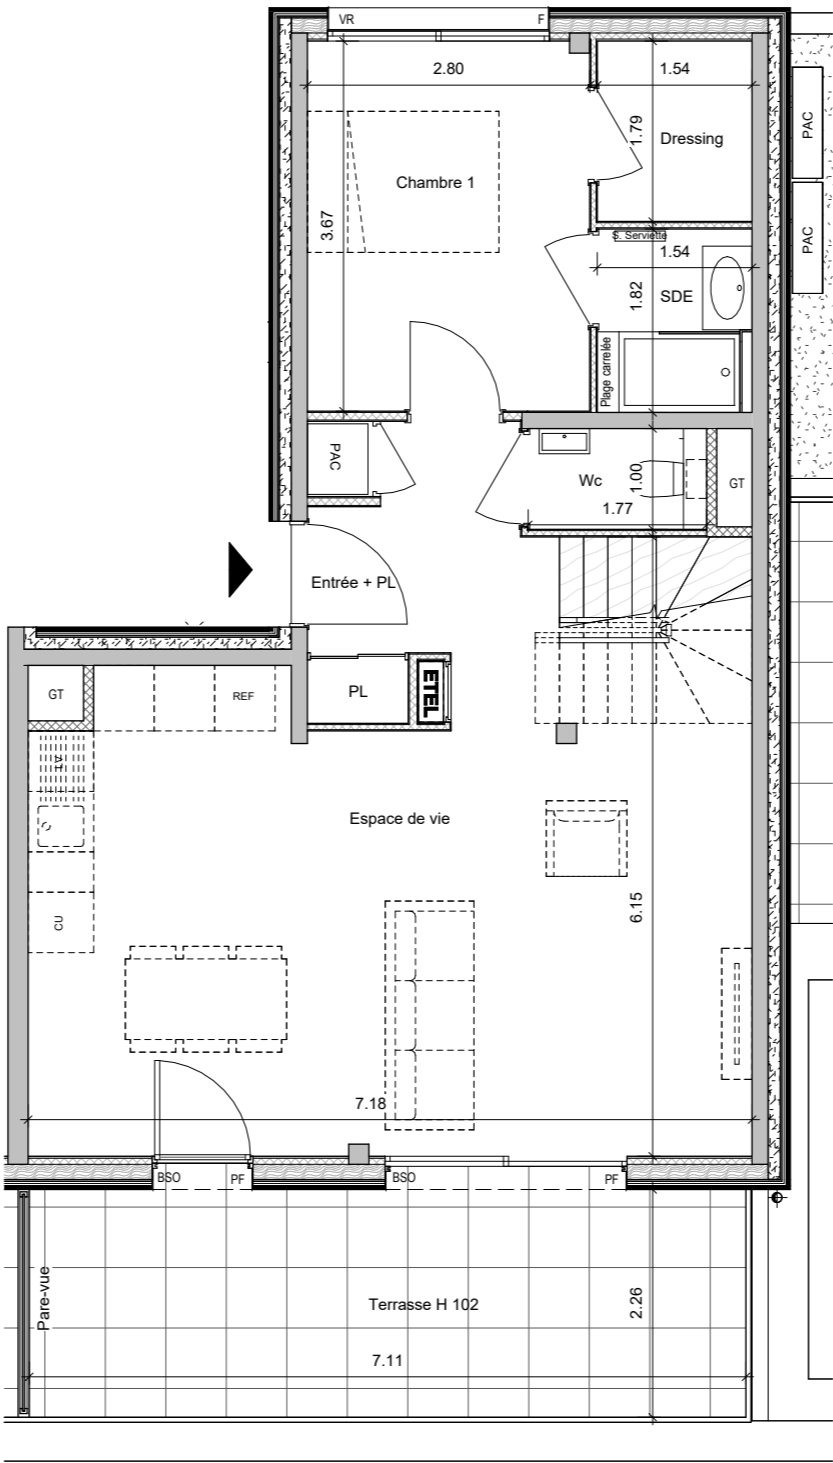 VR F
2.80
1.54
PAC
1.79
Dressing
Chambre 1
3.67
PAC
S. Serviette
1.54
1.82
SDE
Plage carrelée
PAC
Wc
1.00
GT
1.77
Entrée + PL
GT
REF
PL
ETEL
LV
Espace de vie
CU
6.15
7.18
BSO PF BSO PF
Pare-vue
Terrasse H 102
2.26
7.11